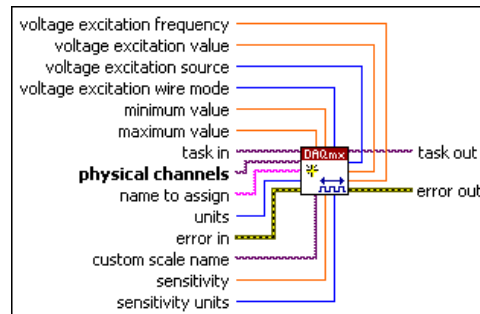 voltage excitation frequency
voltage excitation value
voltage excitation source
voltage excitation wire mode
minimum value
maximum value
task in
DAQmx
task out
physical channels
name to assign
error out
units
error in
custom scale name
sensitivity
sensitivity units